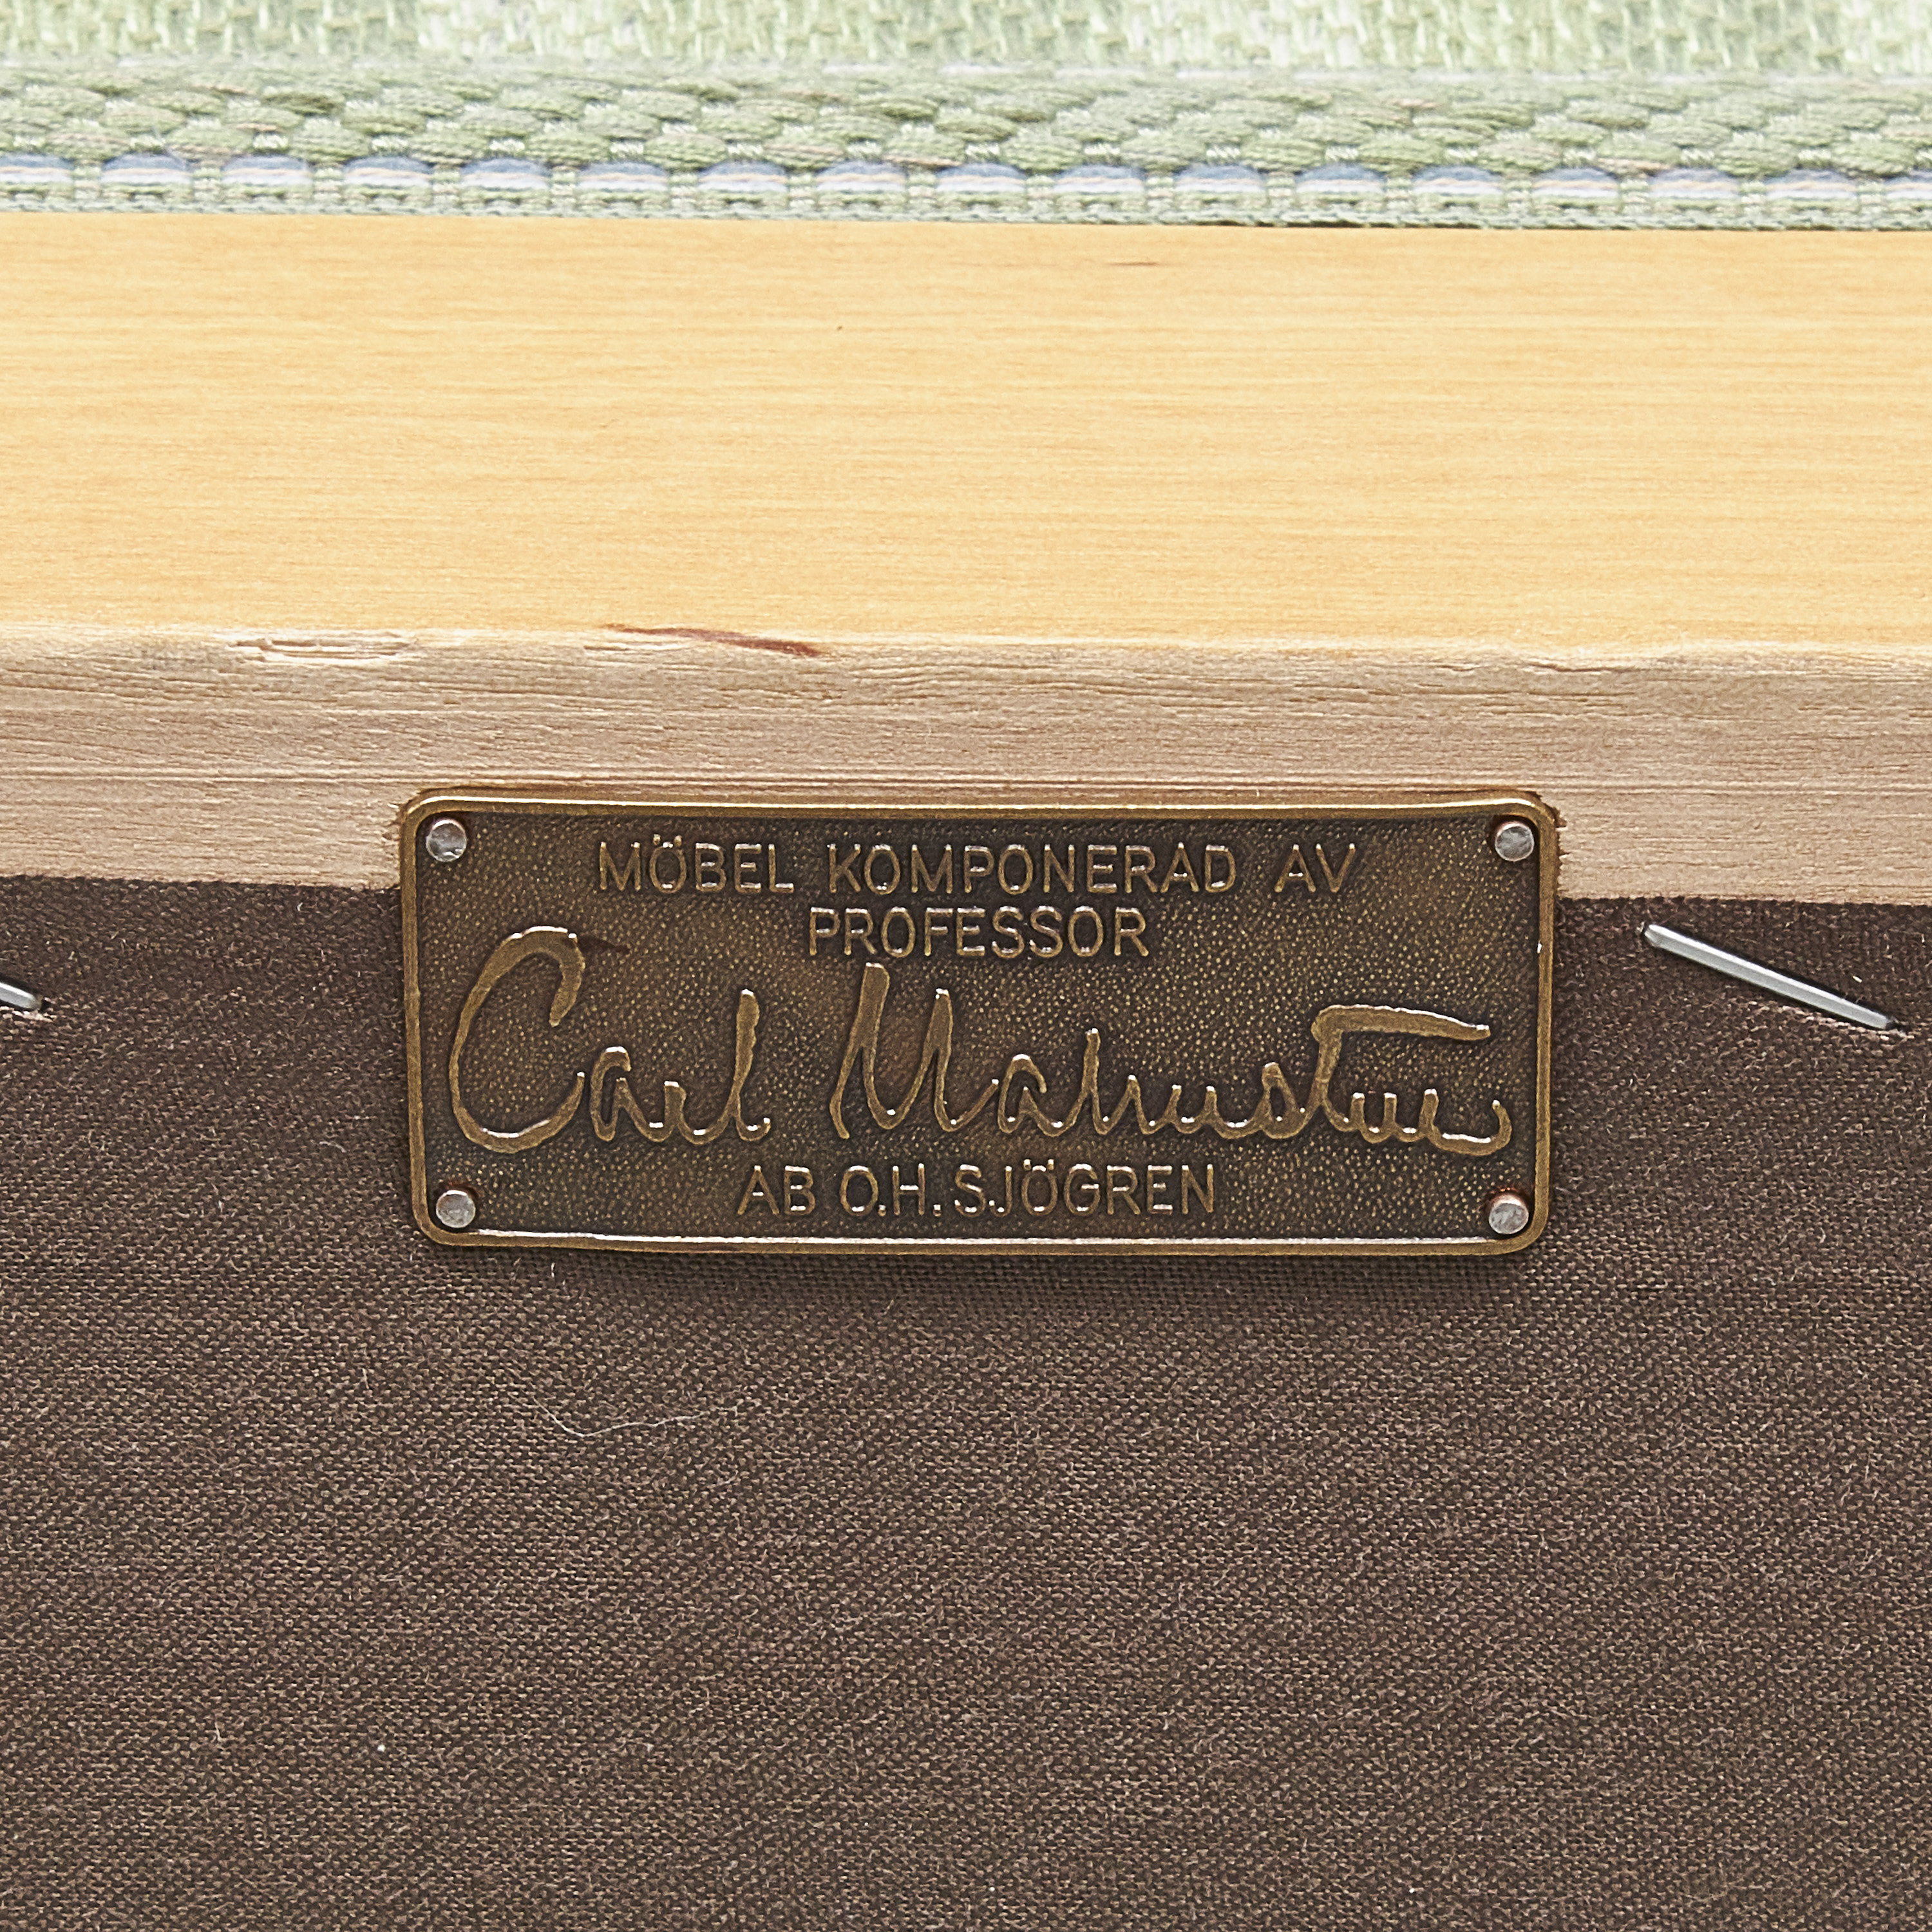 MÖBEL KOMPONERAD AV
PROFESSOR
Carl Malmsten
AB O.H. SJÖGREN